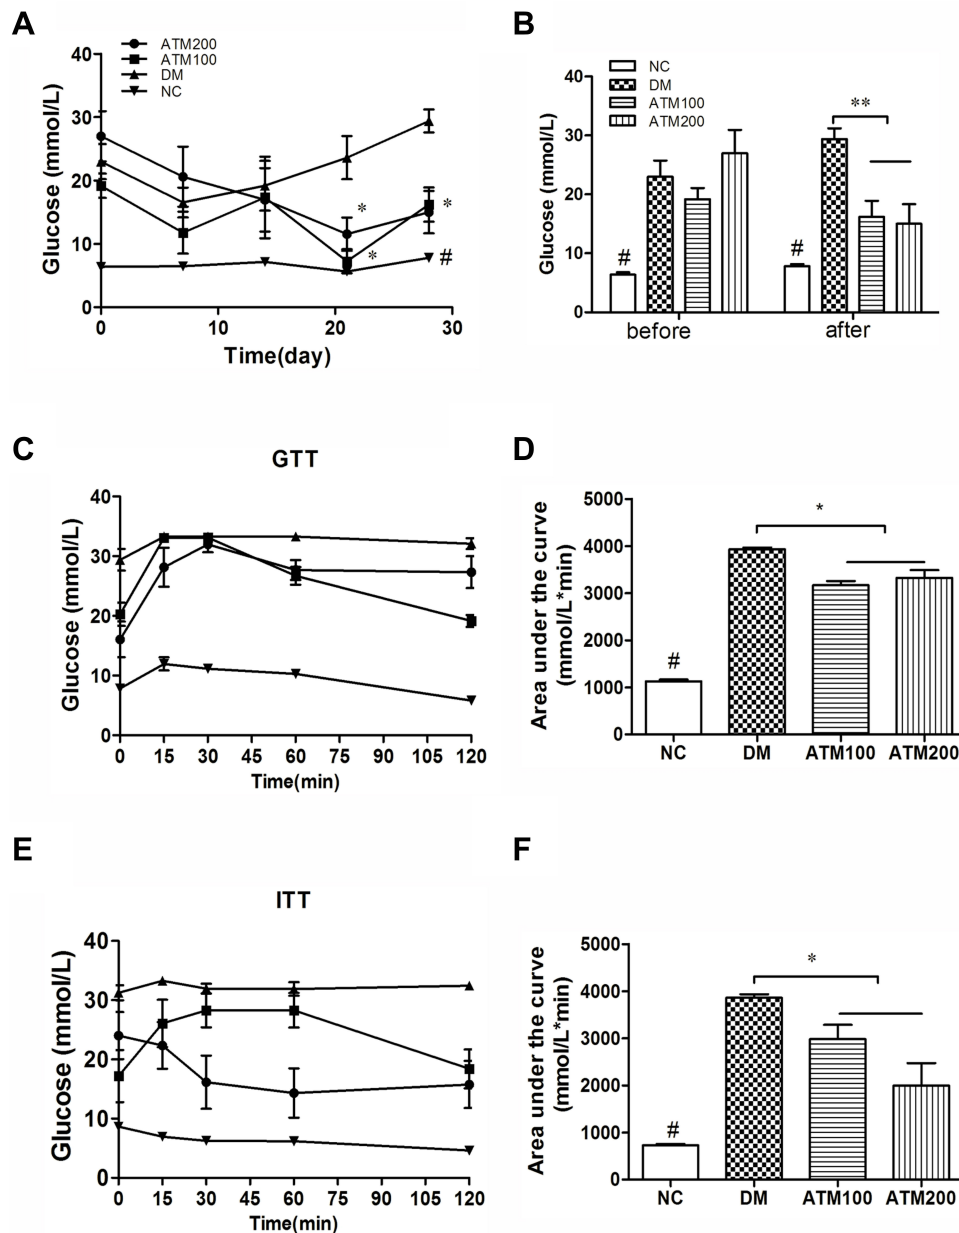 A
ATM200
ATM100
DM
NC
Glucose (mmol/L)
40
30
20
10
0
0 10 20 30
Time(day)
*
*
*
#
B
NC
DM
ATM100
ATM200
Glucose (mmol/L)
40
30
20
10
0
#
#
**
before after
C
GTT
Glucose (mmol/L)
40
30
20
10
0
0 15 30 45 60 75 90 105 120
Time(min)
D
Area under the curve
(mmol/L*min)
5000
4000
3000
2000
1000
0
#
*
NC DM ATM100 ATM200
E
ITT
Glucose (mmol/L)
40
30
20
10
0
0 15 30 45 60 75 90 105 120
Time(min)
F
Area under the curve
(mmol/L*min)
5000
4000
3000
2000
1000
0
#
*
NC DM ATM100 ATM200